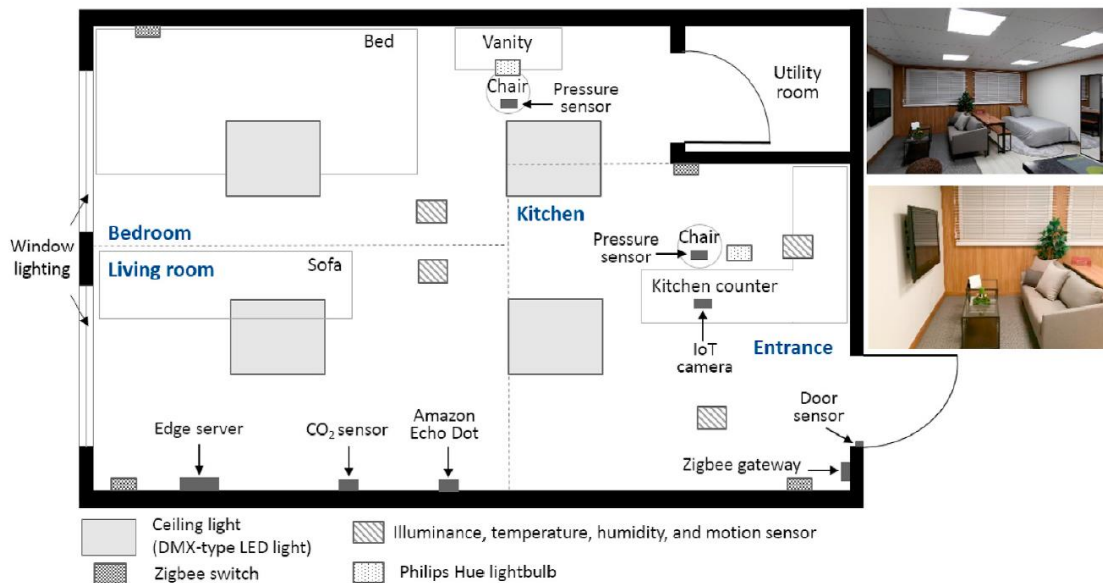 Bed
Vanity
Chair
Pressure
sensor
Utility
room
Window
lighting
Bedroom
Living room
Sofa
Kitchen
Pressure
sensor
Chair
Kitchen counter
IoT
camera
Entrance
Edge server
CO₂ sensor
Amazon
Echo Dot
Door
sensor
Zigbee gateway
Ceiling light
(DMX-type LED light)
Illuminance, temperature, humidity, and motion sensor
Zigbee switch
Philips Hue lightbulb